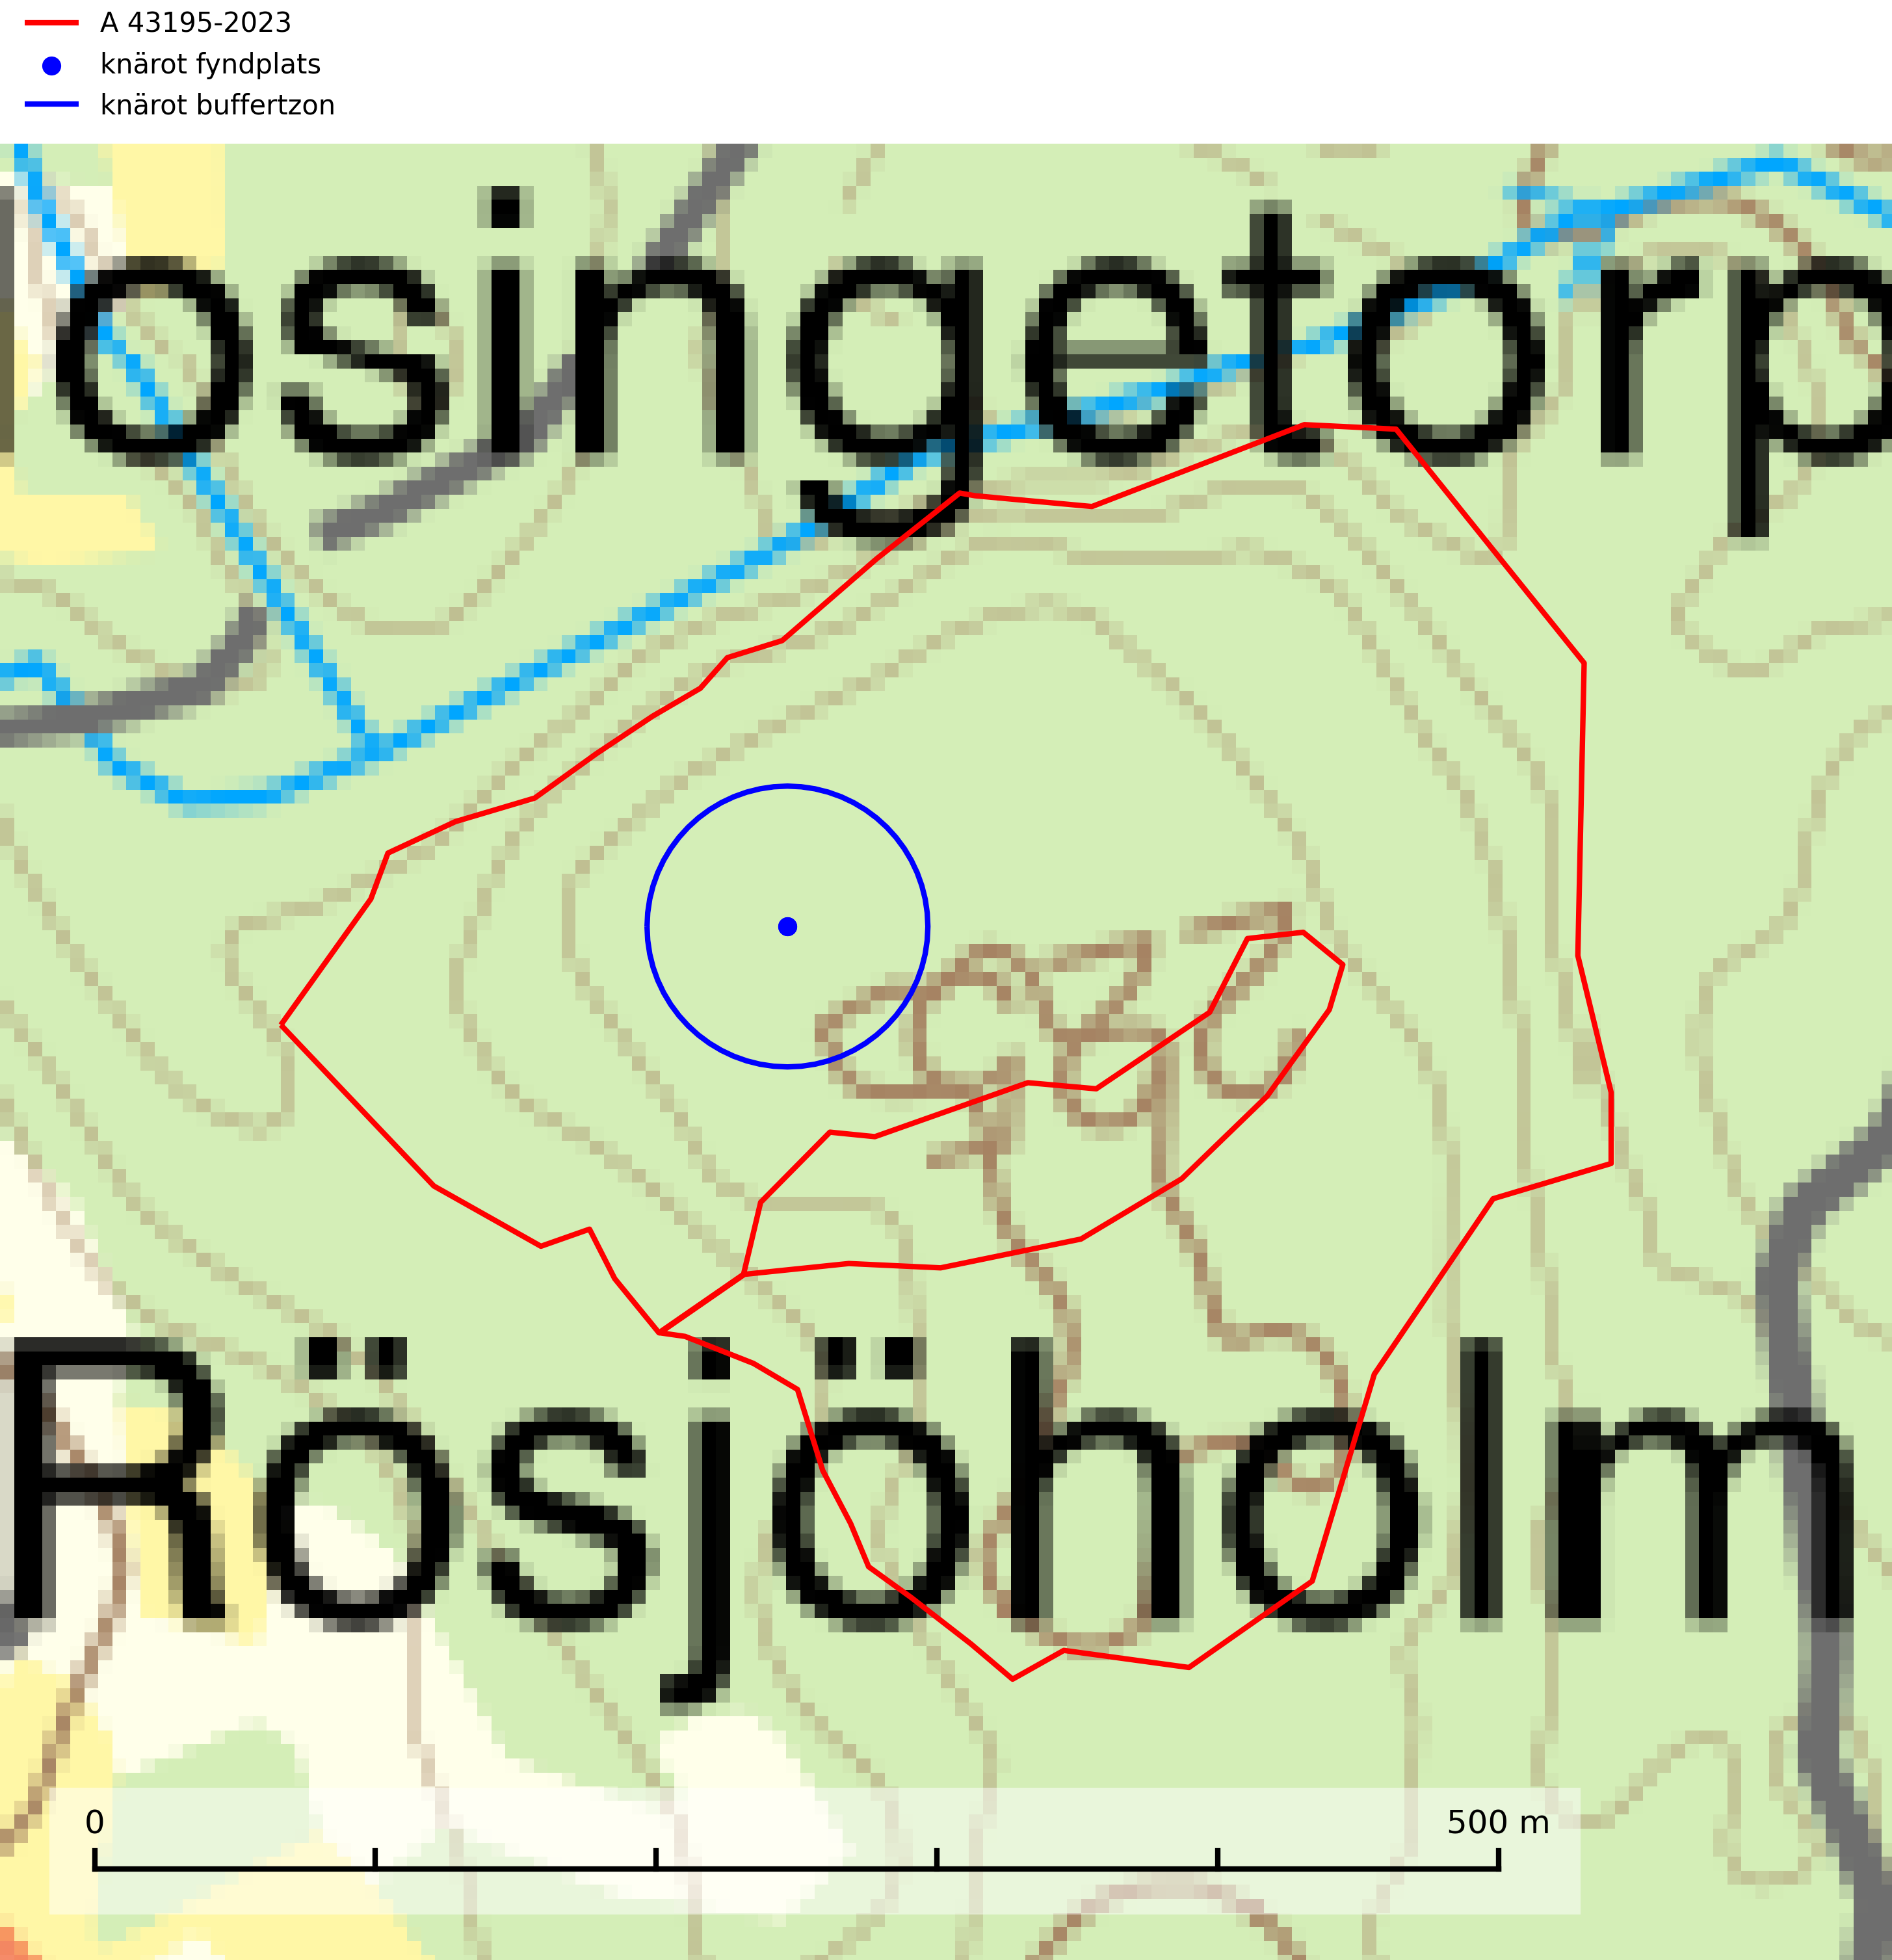 A 43195-2023
knärot fyndplats
knärot buffertzon
osingetorp
Rösjöholm
0 500 m